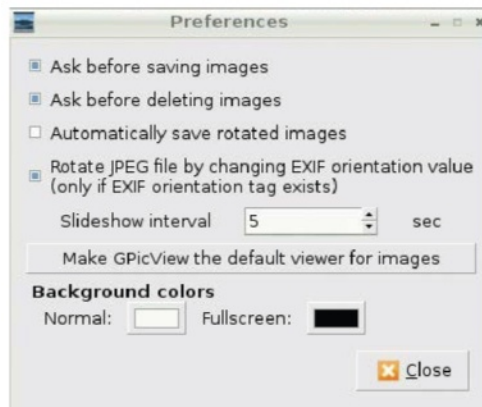 Preferences
Ask before saving images
Ask before deleting images
Automatically save rotated images
Rotate JPEG file by changing EXIF orientation value
(only if EXIF orientation tag exists)
Slideshow interval 5 sec
Make GPicView the default viewer for images
Background colors
Normal: Fullscreen:
Close